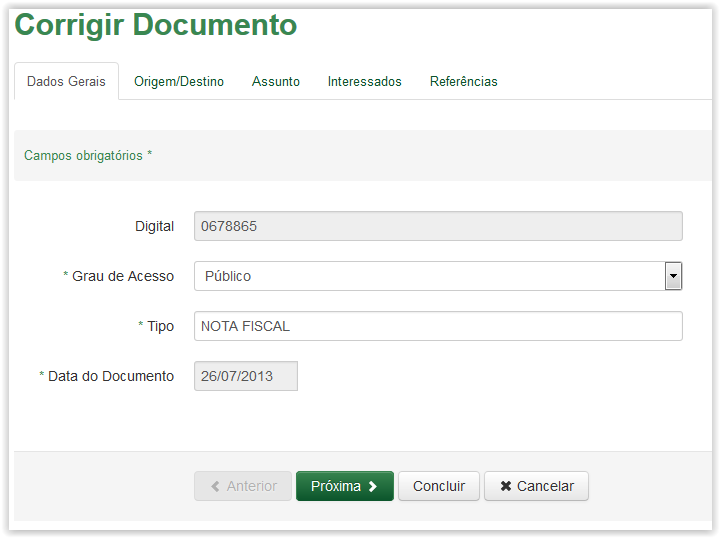 Corrigir Documento
Dados Gerais Origem/Destino Assunto Interessados Referências
Campos obrigatórios *
Digital 0678865
* Grau de Acesso Público
* Tipo NOTA FISCAL
* Data do Documento 26/07/2013
Anterior Próxima Concluir Cancelar